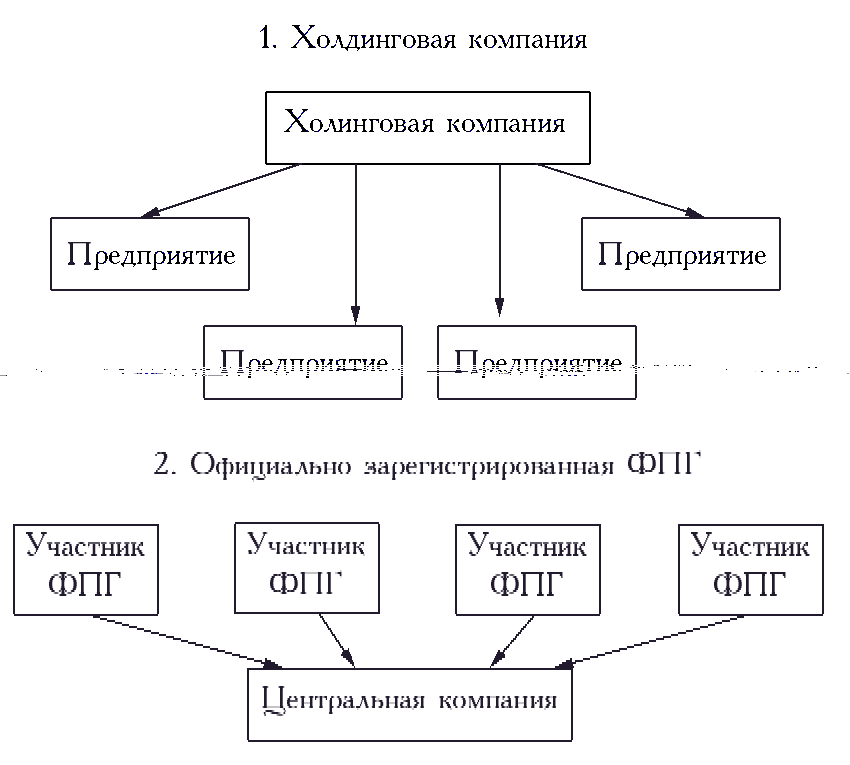 1. Холдинговая компания
Холинговая компания
Предприятие
Предприятие
Предприятие
Предприятие
2. Официально зарегистрированная ФПГ
Участник
ФПГ
Участник
ФПГ
Участник
ФПГ
Участник
ФПГ
Центральная компания